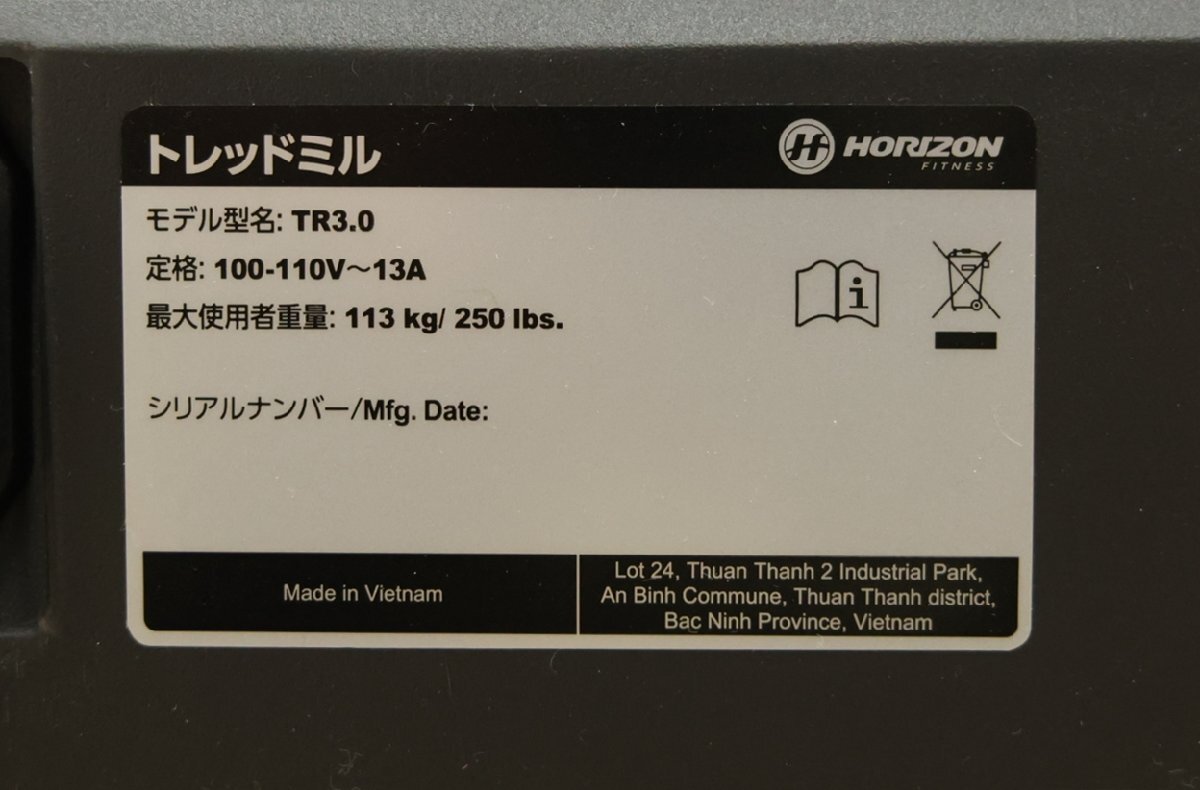 トレッドミル
HORIZON
FITNESS
モデル型名: TR3.0
定格: 100-110V～13A
最大使用者重量: 113 kg/ 250 lbs.
シリアルナンバー/Mfg. Date:
Made in Vietnam
Lot 24, Thuan Thanh 2 Industrial Park,
An Binh Commune, Thuan Thanh district,
Bac Ninh Province, Vietnam